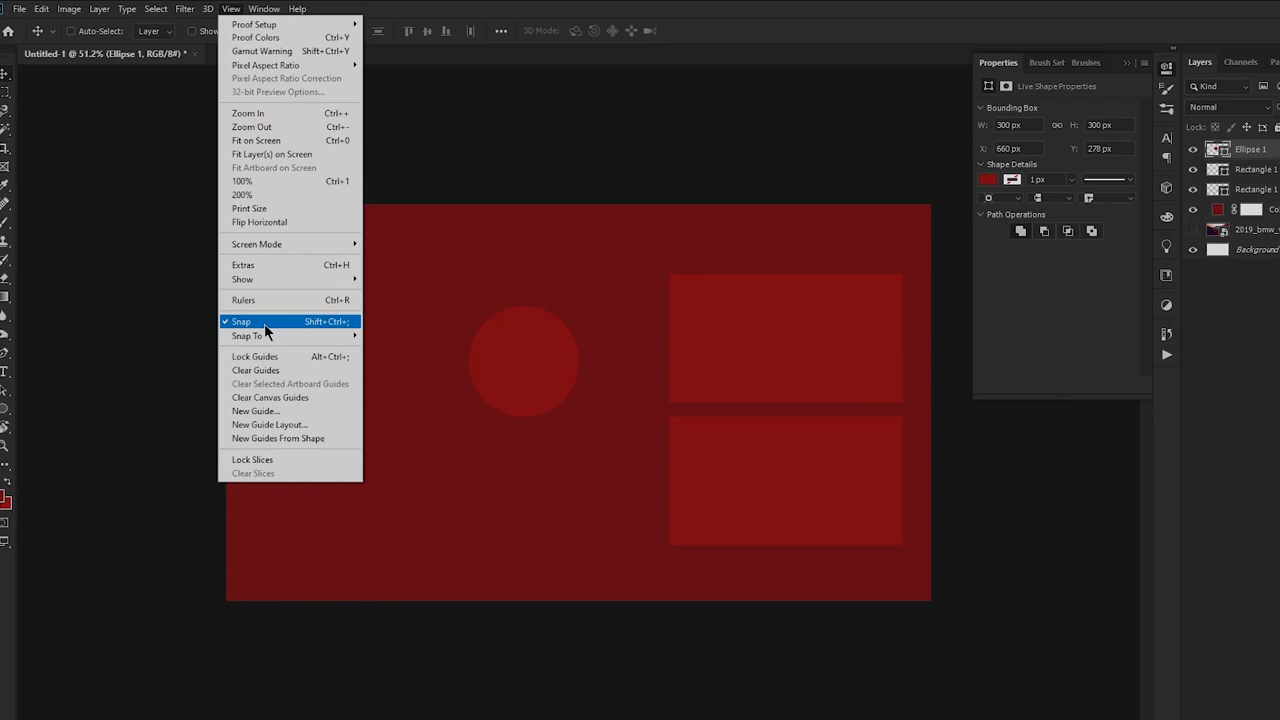 File Edit Image Layer Type Select Filter 3D View Window Help
Auto-Select: Layer Show 3D Mode:
Untitled-1 @ 51.2% (Ellipse 1, RGB/8#) * ×
Proof Setup
Proof Colors Ctrl+Y
Gamut Warning Shift+Ctrl+Y
Pixel Aspect Ratio
Pixel Aspect Ratio Correction
32-bit Preview Options...
Zoom In Ctrl++
Zoom Out Ctrl+-
Fit on Screen Ctrl+0
Fit Layer(s) on Screen
Fit Artboard on Screen
100% Ctrl+1
200%
Print Size
Flip Horizontal
Screen Mode
Extras Ctrl+H
Show
Rulers Ctrl+R
Snap Shift+Ctrl+;
Snap To
Lock Guides Alt+Ctrl+;
Clear Guides
Clear Selected Artboard Guides
Clear Canvas Guides
New Guide...
New Guide Layout...
New Guides From Shape
Lock Slices
Clear Slices
Properties Brush Set Brushes
Live Shape Properties
Bounding Box
W: 300 px H: 300 px
X: 660 px Y: 278 px
Shape Details
1 px
Path Operations
Layers Channels Pa
Kind
Normal
Lock:
Ellipse 1
Rectangle 1
Rectangle 1
Co
2019_bmw_
Background